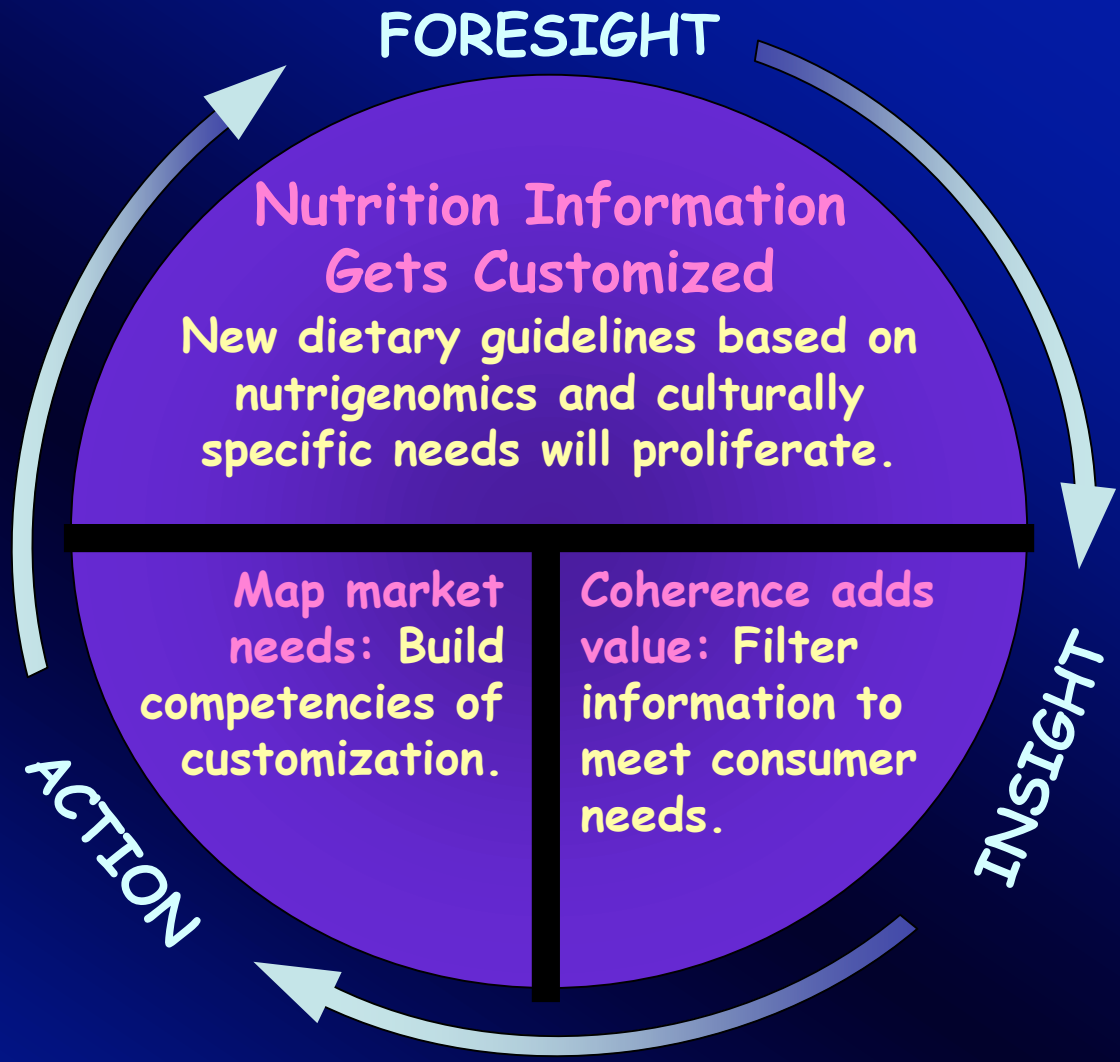 FORESIGHT
Nutrition Information
Gets Customized
New dietary guidelines based on
nutrigenomics and culturally
specific needs will proliferate.
Map market
needs: Build
competencies of
customization.
Coherence adds
value: Filter
information to
meet consumer
needs.
INSIGHT
ACTION